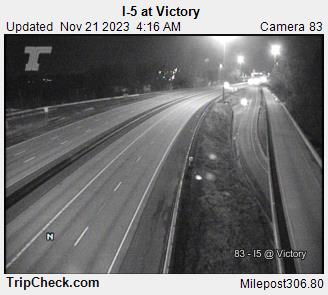 I-5 at Victory
Updated Nov 21 2023 4:16 AM Camera 83
T
N
83 - I5 @ Victory
TripCheck.com Milepost306.80